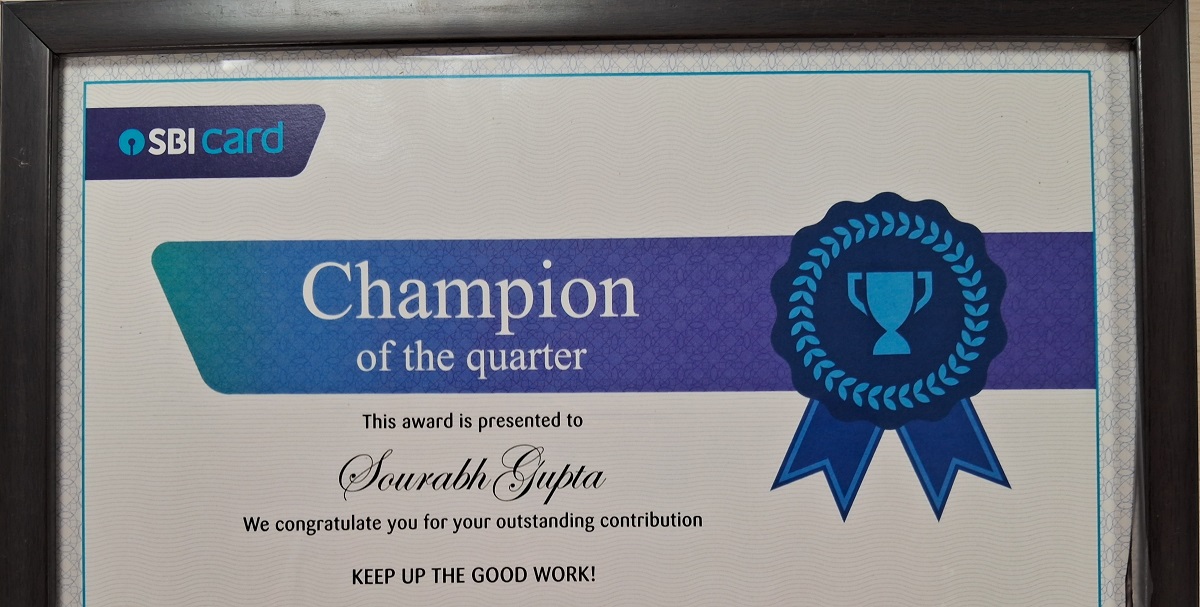 SBI card
Champion
of the quarter
This award is presented to
Sourabh Gupta
We congratulate you for your outstanding contribution
KEEP UP THE GOOD WORK!